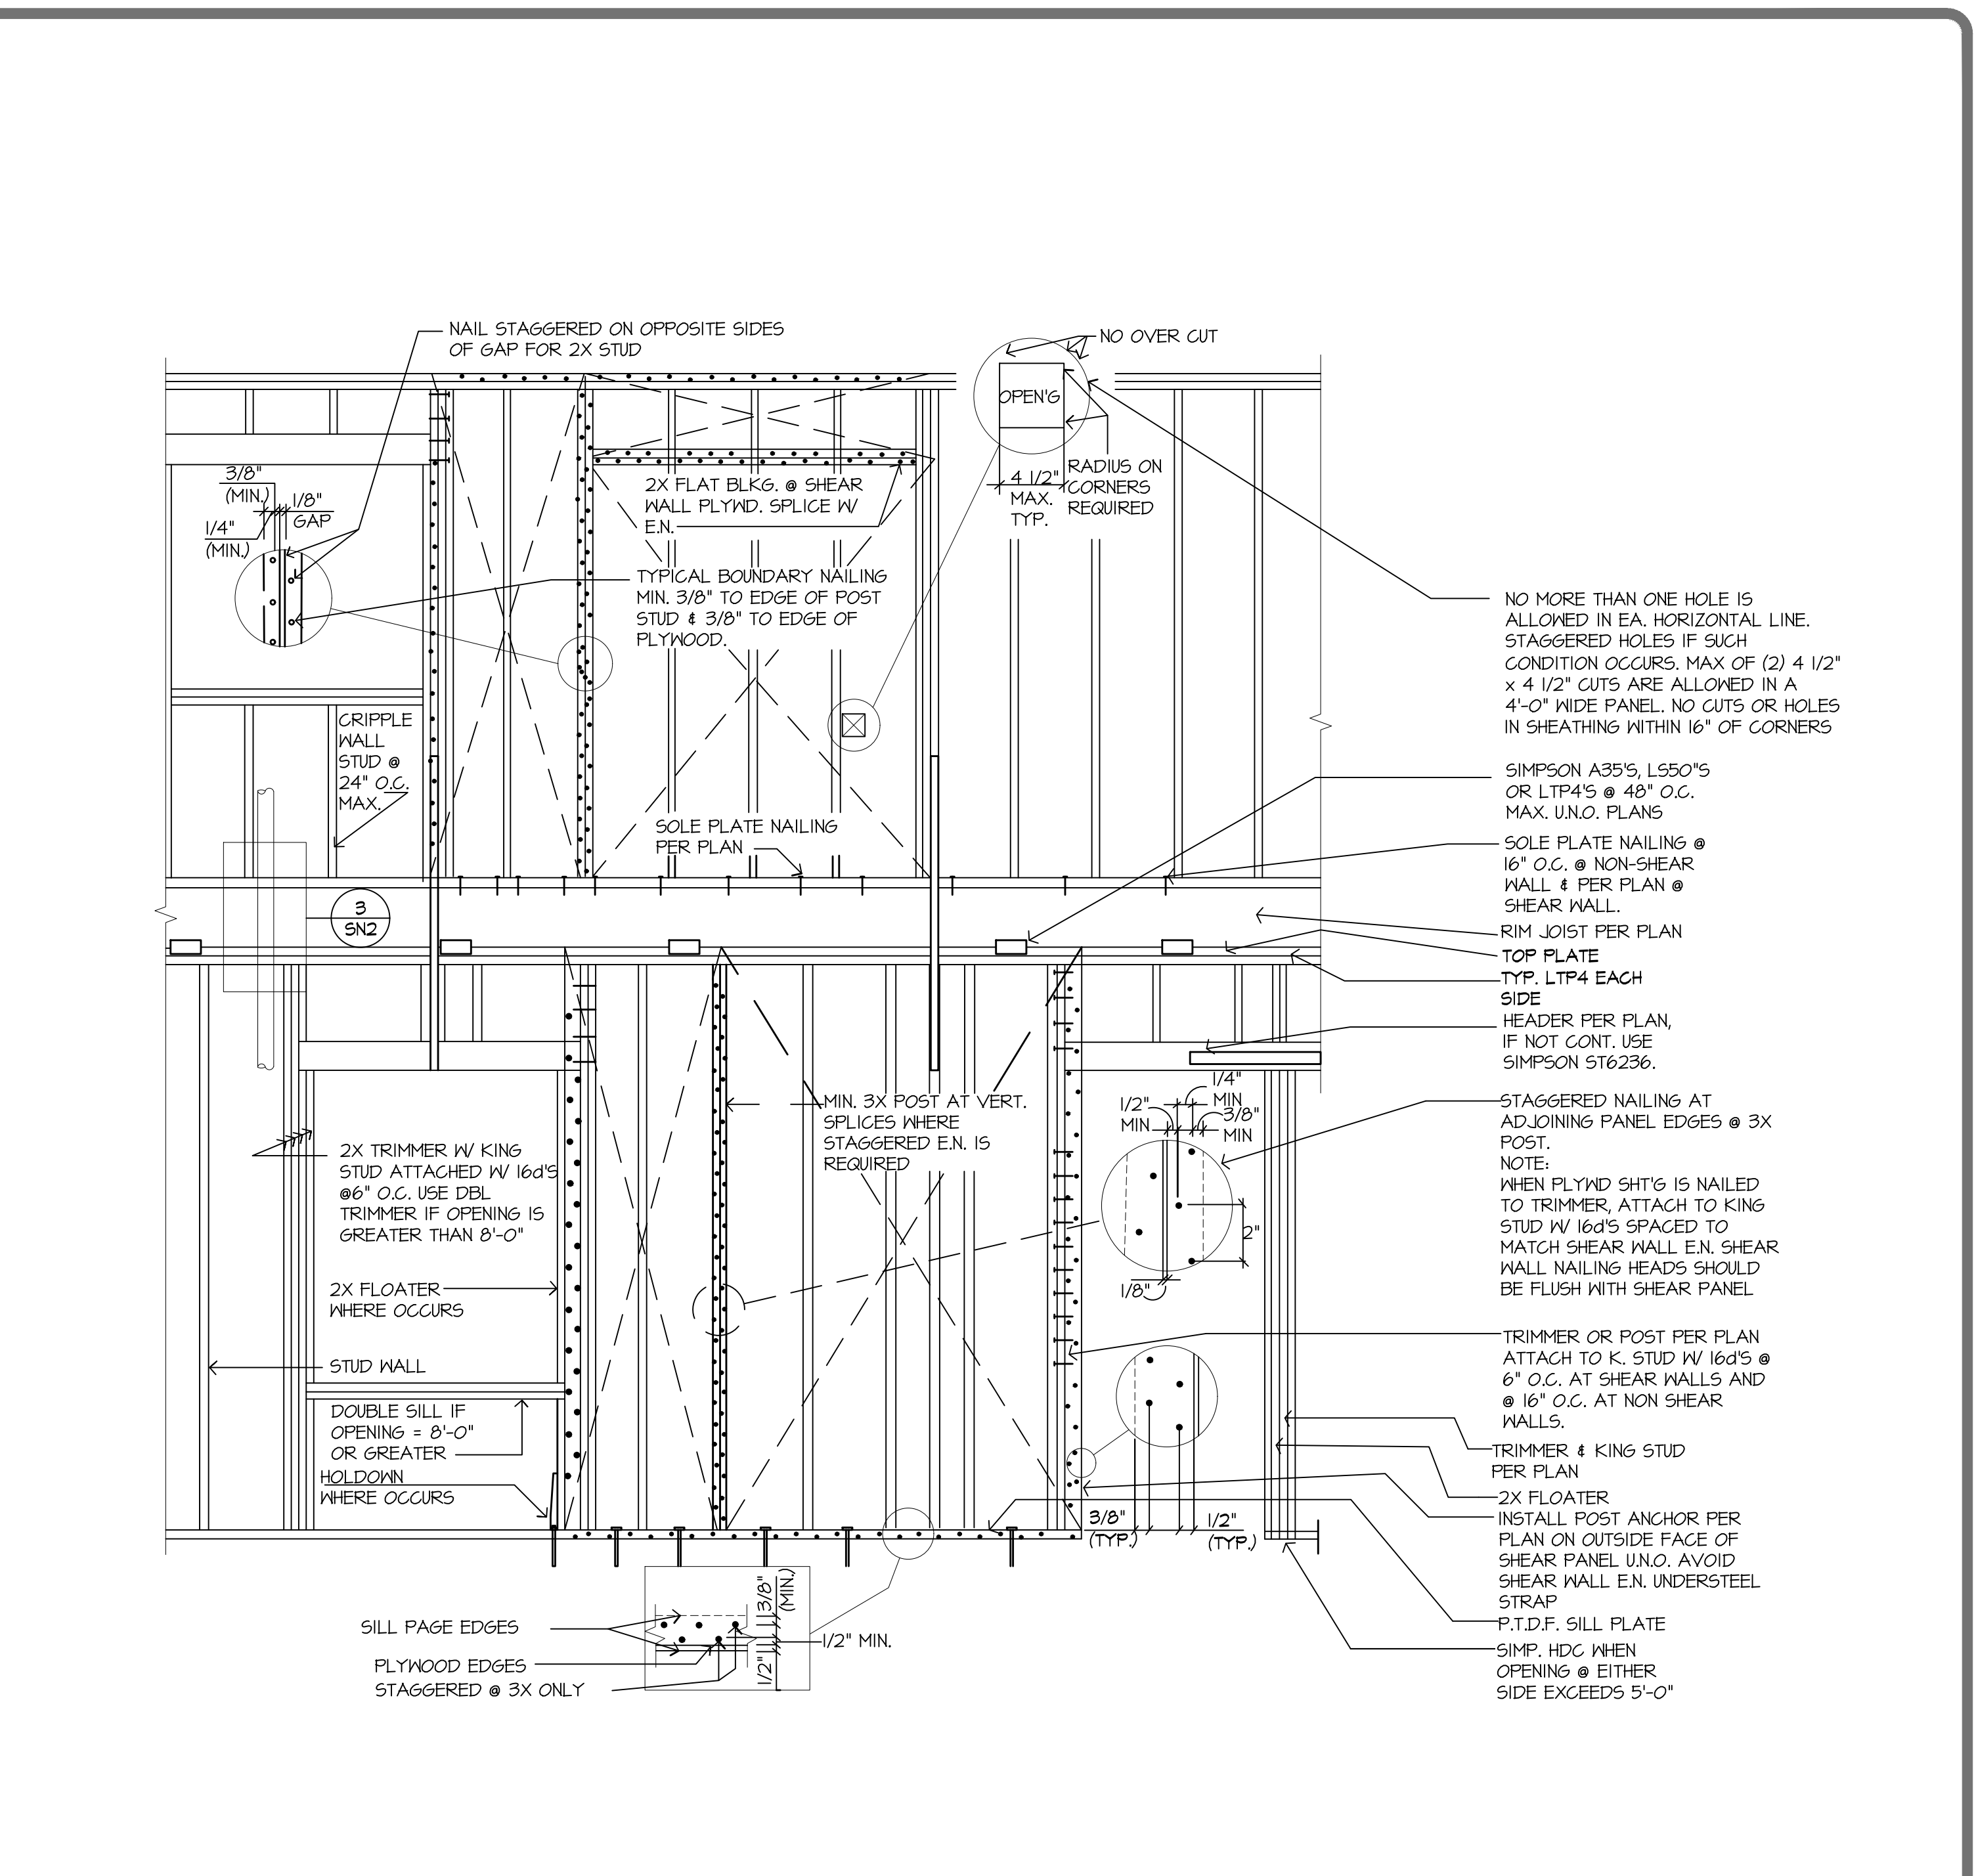 NAIL STAGGERED ON OPPOSITE SIDES
OF GAP FOR 2X STUD
NO OVER CUT
OPEN'G
3/8"
(MIN.)
1/8"
GAP
1/4"
(MIN.)
2X FLAT BLKG. @ SHEAR
WALL PLYWD. SPLICE W/
E.N.
4 1/2"
MAX.
TYP.
RADIUS ON
CORNERS
REQUIRED
TYPICAL BOUNDARY NAILING
MIN. 3/8" TO EDGE OF POST
STUD & 3/8" TO EDGE OF
PLYWOOD.
CRIPPLE
WALL
STUD @
24" O.C.
MAX.
SOLE PLATE NAILING
PER PLAN
3
SN2
NO MORE THAN ONE HOLE IS
ALLOWED IN EA. HORIZONTAL LINE.
STAGGERED HOLES IF SUCH
CONDITION OCCURS. MAX OF (2) 4 1/2"
x 4 1/2" CUTS ARE ALLOWED IN A
4'-0" WIDE PANEL. NO CUTS OR HOLES
IN SHEATHING WITHIN 16" OF CORNERS
SIMPSON A35'S, LS50"S
OR LTP4'S @ 48" O.C.
MAX. U.N.O. PLANS
SOLE PLATE NAILING @
16" O.C. @ NON-SHEAR
WALL & PER PLAN @
SHEAR WALL.
RIM JOIST PER PLAN
TOP PLATE
TYP. LTP4 EACH
SIDE
HEADER PER PLAN,
IF NOT CONT. USE
SIMPSON ST6236.
MIN. 3X POST AT VERT.
SPLICES WHERE
STAGGERED E.N. IS
REQUIRED
1/4"
MIN
1/2"
MIN
3/8"
MIN
2"
1/8"
STAGGERED NAILING AT
ADJOINING PANEL EDGES @ 3X
POST.
NOTE:
WHEN PLYWD SHT'G IS NAILED
TO TRIMMER, ATTACH TO KING
STUD W/ 16d'S SPACED TO
MATCH SHEAR WALL E.N. SHEAR
WALL NAILING HEADS SHOULD
BE FLUSH WITH SHEAR PANEL
2X TRIMMER W/ KING
STUD ATTACHED W/ 16d'S
@6" O.C. USE DBL
TRIMMER IF OPENING IS
GREATER THAN 8'-0"
2X FLOATER
WHERE OCCURS
STUD WALL
DOUBLE SILL IF
OPENING = 8'-0"
OR GREATER
HOLDOWN
WHERE OCCURS
TRIMMER OR POST PER PLAN
ATTACH TO K. STUD W/ 16d'S @
6" O.C. AT SHEAR WALLS AND
@ 16" O.C. AT NON SHEAR
WALLS.
TRIMMER & KING STUD
PER PLAN
2X FLOATER
INSTALL POST ANCHOR PER
PLAN ON OUTSIDE FACE OF
SHEAR PANEL U.N.O. AVOID
SHEAR WALL E.N. UNDERSTEEL
STRAP
P.T.D.F. SILL PLATE
SIMP. HDC WHEN
OPENING @ EITHER
SIDE EXCEEDS 5'-0"
3/8"
(TYP.)
1/2"
(TYP.)
SILL PAGE EDGES
PLYWOOD EDGES
STAGGERED @ 3X ONLY
3/8"
(MIN.)
1/2" MIN.
1/2"